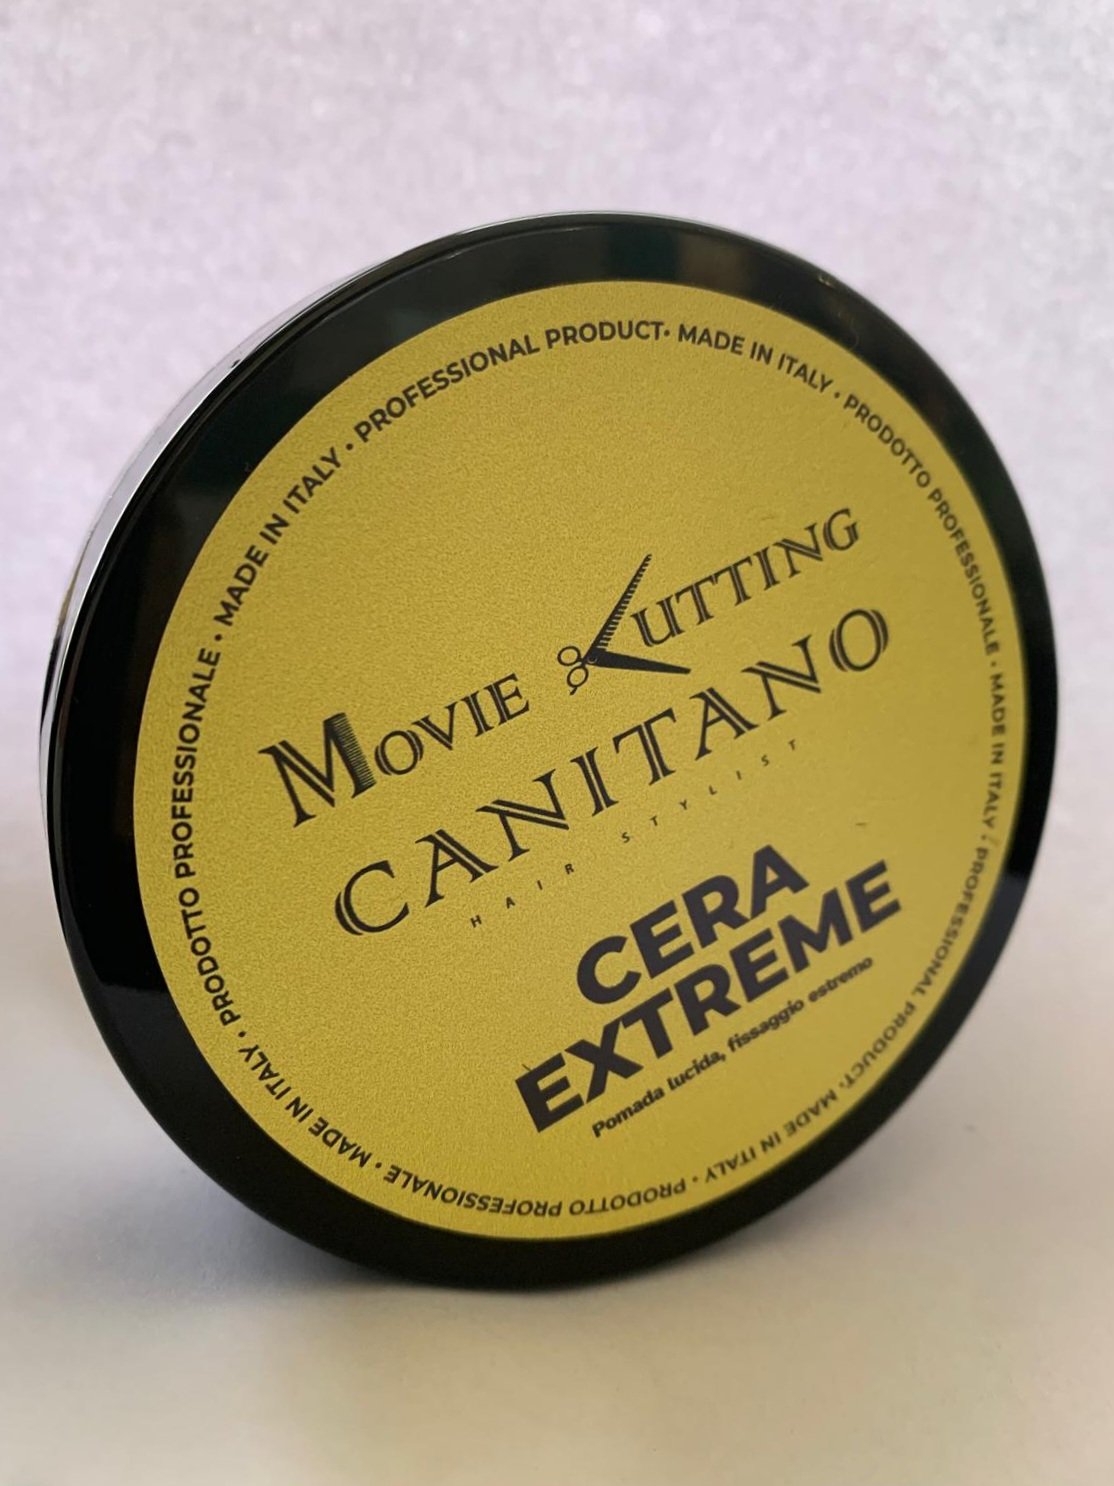 MOVIE CUTTING
CANITANO
HAIR STYLIST
CERA
EXTREME
Pomada lucida, fissaggio estremo
MADE IN ITALY • PROFESSIONAL PRODUCT • MADE IN ITALY • PRODOTTO PROFESSIONALE • MADE IN ITALY • PROFESSIONAL PRODUCT • MADE IN ITALY • PRODOTTO PROFESSIONALE • MADE IN ITALY • PRODOTTO PROFESSIONALE •